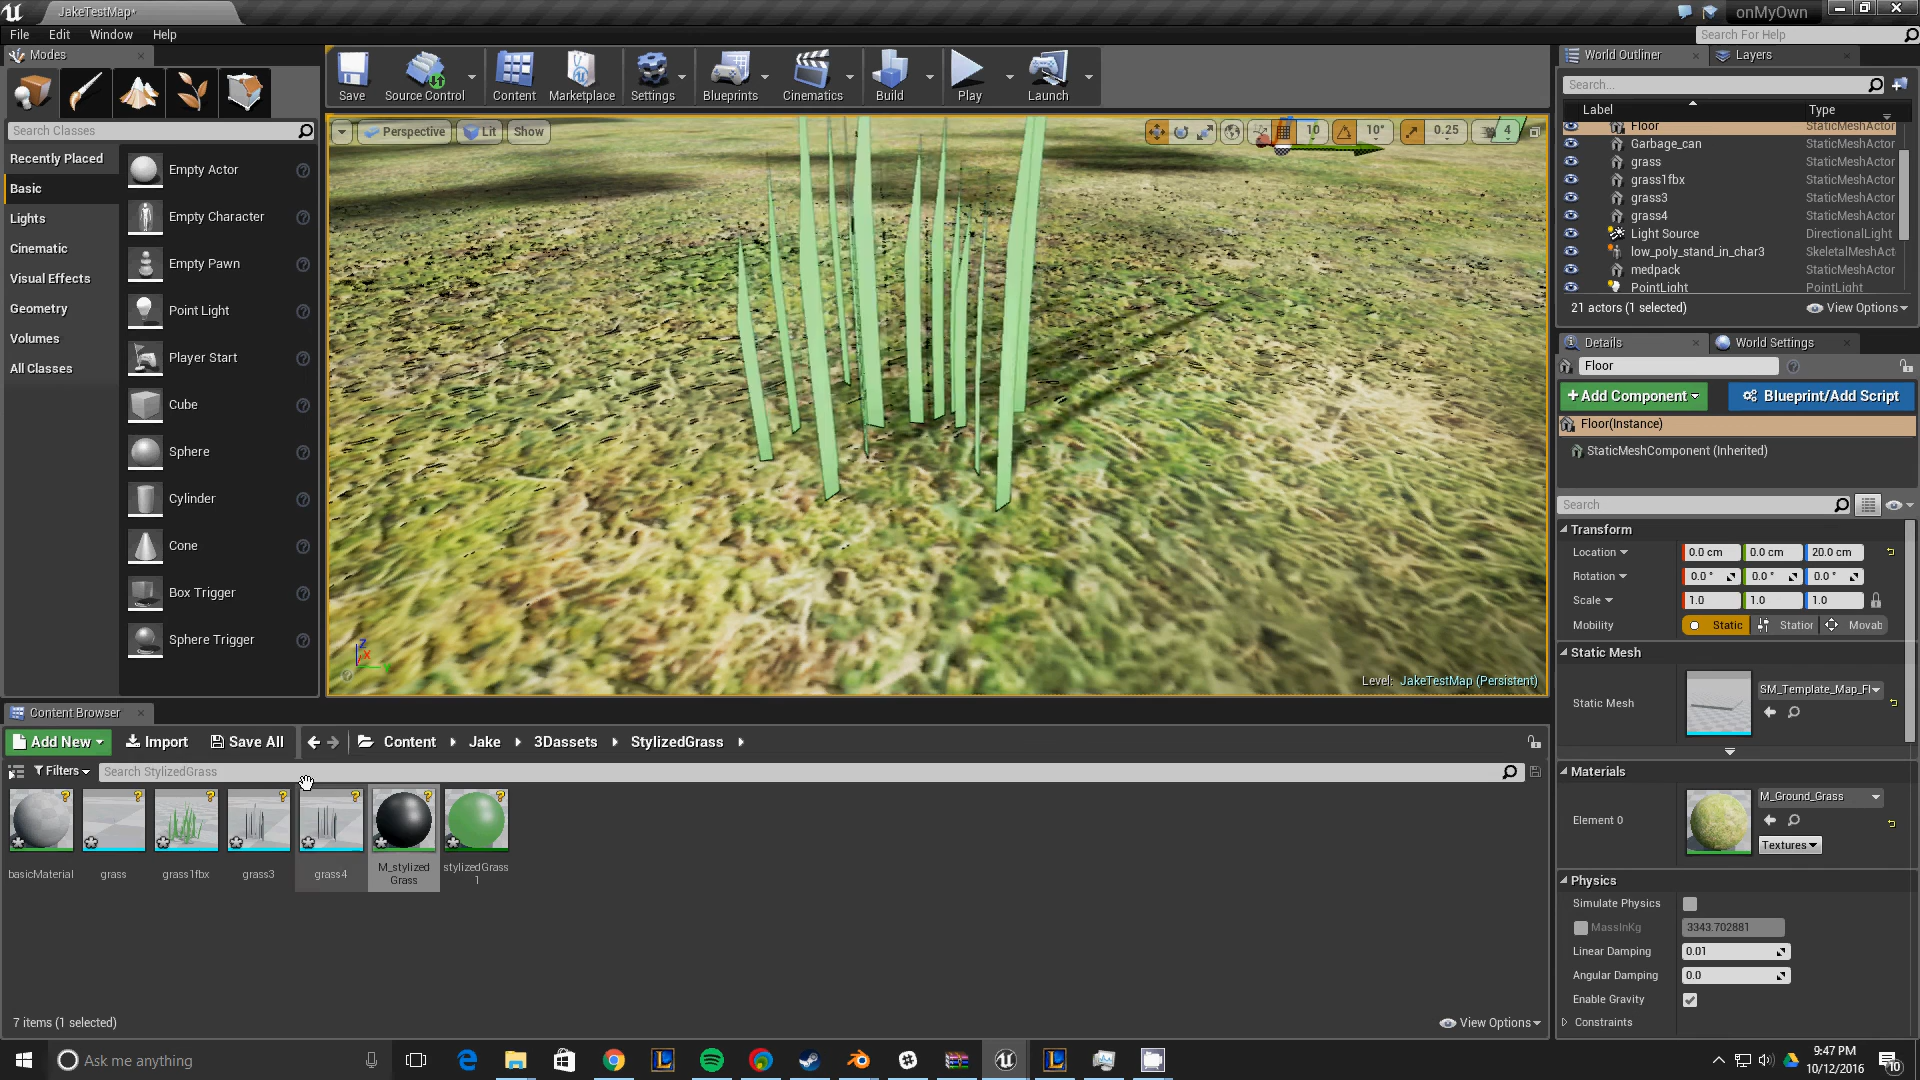 JakeTestMap*
onMyOwn
File Edit Window Help
Search For Help
Modes
Save
Source Control
Content
Marketplace
Settings
Blueprints
Cinematics
Build
Play
Launch
Search Classes
Recently Placed
Basic
Lights
Cinematic
Visual Effects
Geometry
Volumes
All Classes
Empty Actor
Empty Character
Empty Pawn
Point Light
Player Start
Cube
Sphere
Cylinder
Cone
Box Trigger
Sphere Trigger
Perspective
Lit
Show
10
10°
0.25
4
Z
X
Level: JakeTestMap (Persistent)
World Outliner
Layers
Search...
Label Type
Floor StaticMeshActor
Garbage_can StaticMeshActor
grass StaticMeshActor
grass1fbx StaticMeshActor
grass3 StaticMeshActor
grass4 StaticMeshActor
Light Source DirectionalLight
low_poly_stand_in_char3 SkeletalMeshAct
medpack StaticMeshActor
PointLight PointLight
21 actors (1 selected)
View Options
Details
World Settings
Floor
+Add Component
Blueprint/Add Script
Floor(Instance)
StaticMeshComponent (Inherited)
Search
Transform
Location 0.0 cm 0.0 cm 20.0 cm
Rotation 0.0 ° 0.0 ° 0.0 °
Scale 1.0 1.0 1.0
Mobility Static Station Movab
Static Mesh
Static Mesh SM_Template_Map_Fl
Materials
Element 0 M_Ground_Grass
Textures
Physics
Simulate Physics
MassInKg 3343.702881
Linear Damping 0.01
Angular Damping 0.0
Enable Gravity
Constraints
Content Browser
Add New
Import
Save All
Content Jake 3Dassets StylizedGrass
Filters
Search StylizedGrass
basicMaterial
grass
grass1fbx
grass3
grass4
M_stylized
Grass
stylizedGrass
1
7 items (1 selected)
View Options
Ask me anything
9:47 PM
10/12/2016
10